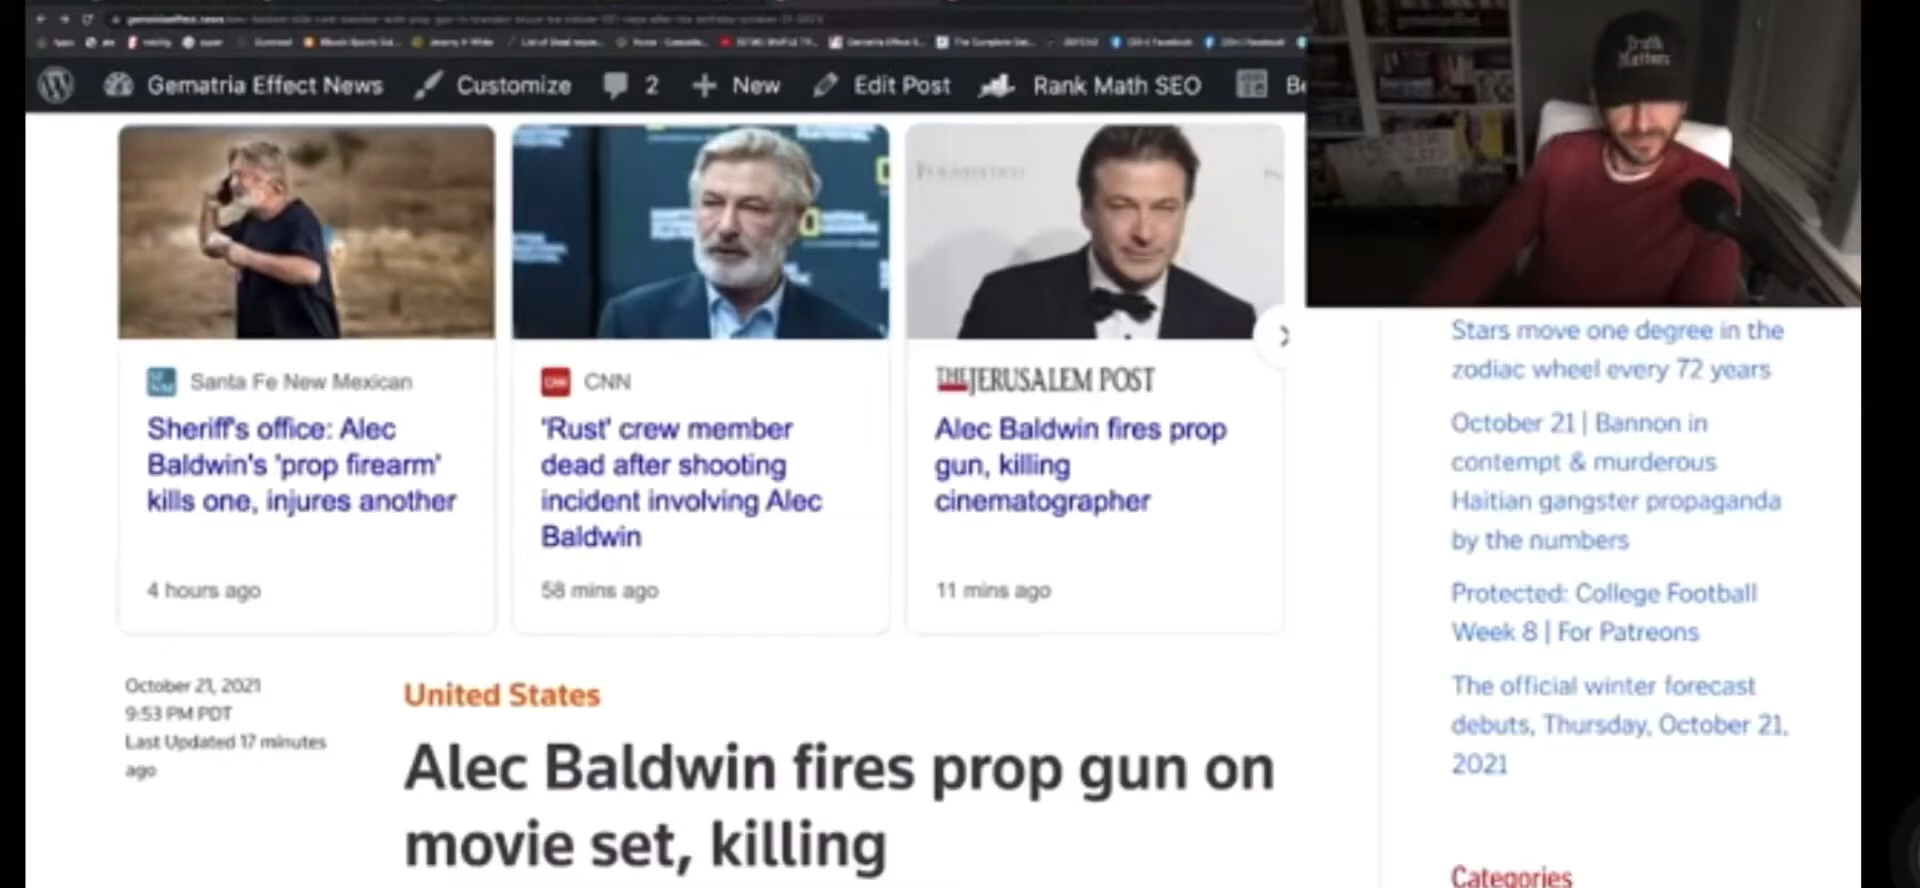 Gematria Effect News Customize 2 New Edit Post Rank Math SEO
Truth
Matters
Santa Fe New Mexican
Sheriff's office: Alec
Baldwin's 'prop firearm'
kills one, injures another
4 hours ago
CNN
'Rust' crew member
dead after shooting
incident involving Alec
Baldwin
58 mins ago
THE JERUSALEM POST
Alec Baldwin fires prop
gun, killing
cinematographer
11 mins ago
October 21, 2021
9:53 PM PDT
Last Updated 17 minutes
ago
United States
Alec Baldwin fires prop gun on
movie set, killing
Stars move one degree in the
zodiac wheel every 72 years
October 21 | Bannon in
contempt & murderous
Haitian gangster propaganda
by the numbers
Protected: College Football
Week 8 | For Patreons
The official winter forecast
debuts, Thursday, October 21,
2021
Categories